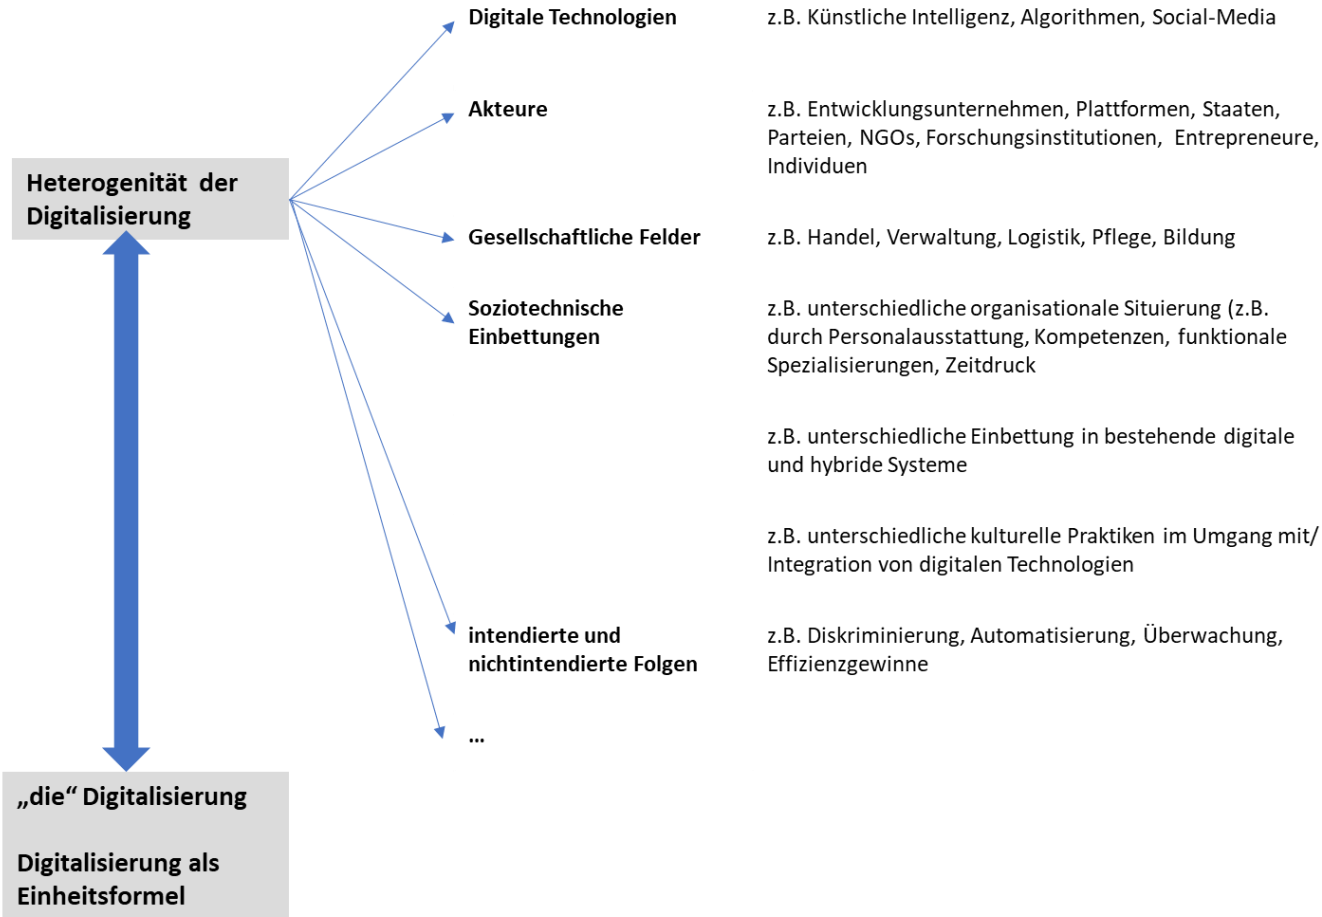 Digitale Technologien
z.B. Künstliche Intelligenz, Algorithmen, Social-Media
Akteure
z.B. Entwicklungsunternehmen, Plattformen, Staaten,
Parteien, NGOs, Forschungsinstitutionen, Entrepreneure,
Individuen
Heterogenität der
Digitalisierung
Gesellschaftliche Felder
z.B. Handel, Verwaltung, Logistik, Pflege, Bildung
Soziotechnische
Einbettungen
z.B. unterschiedliche organisationale Situierung (z.B.
durch Personalausstattung, Kompetenzen, funktionale
Spezialisierungen, Zeitdruck
z.B. unterschiedliche Einbettung in bestehende digitale
und hybride Systeme
z.B. unterschiedliche kulturelle Praktiken im Umgang mit/
Integration von digitalen Technologien
intendierte und
nichtintendierte Folgen
z.B. Diskriminierung, Automatisierung, Überwachung,
Effizienzgewinne
...
„die“ Digitalisierung
Digitalisierung als
Einheitsformel